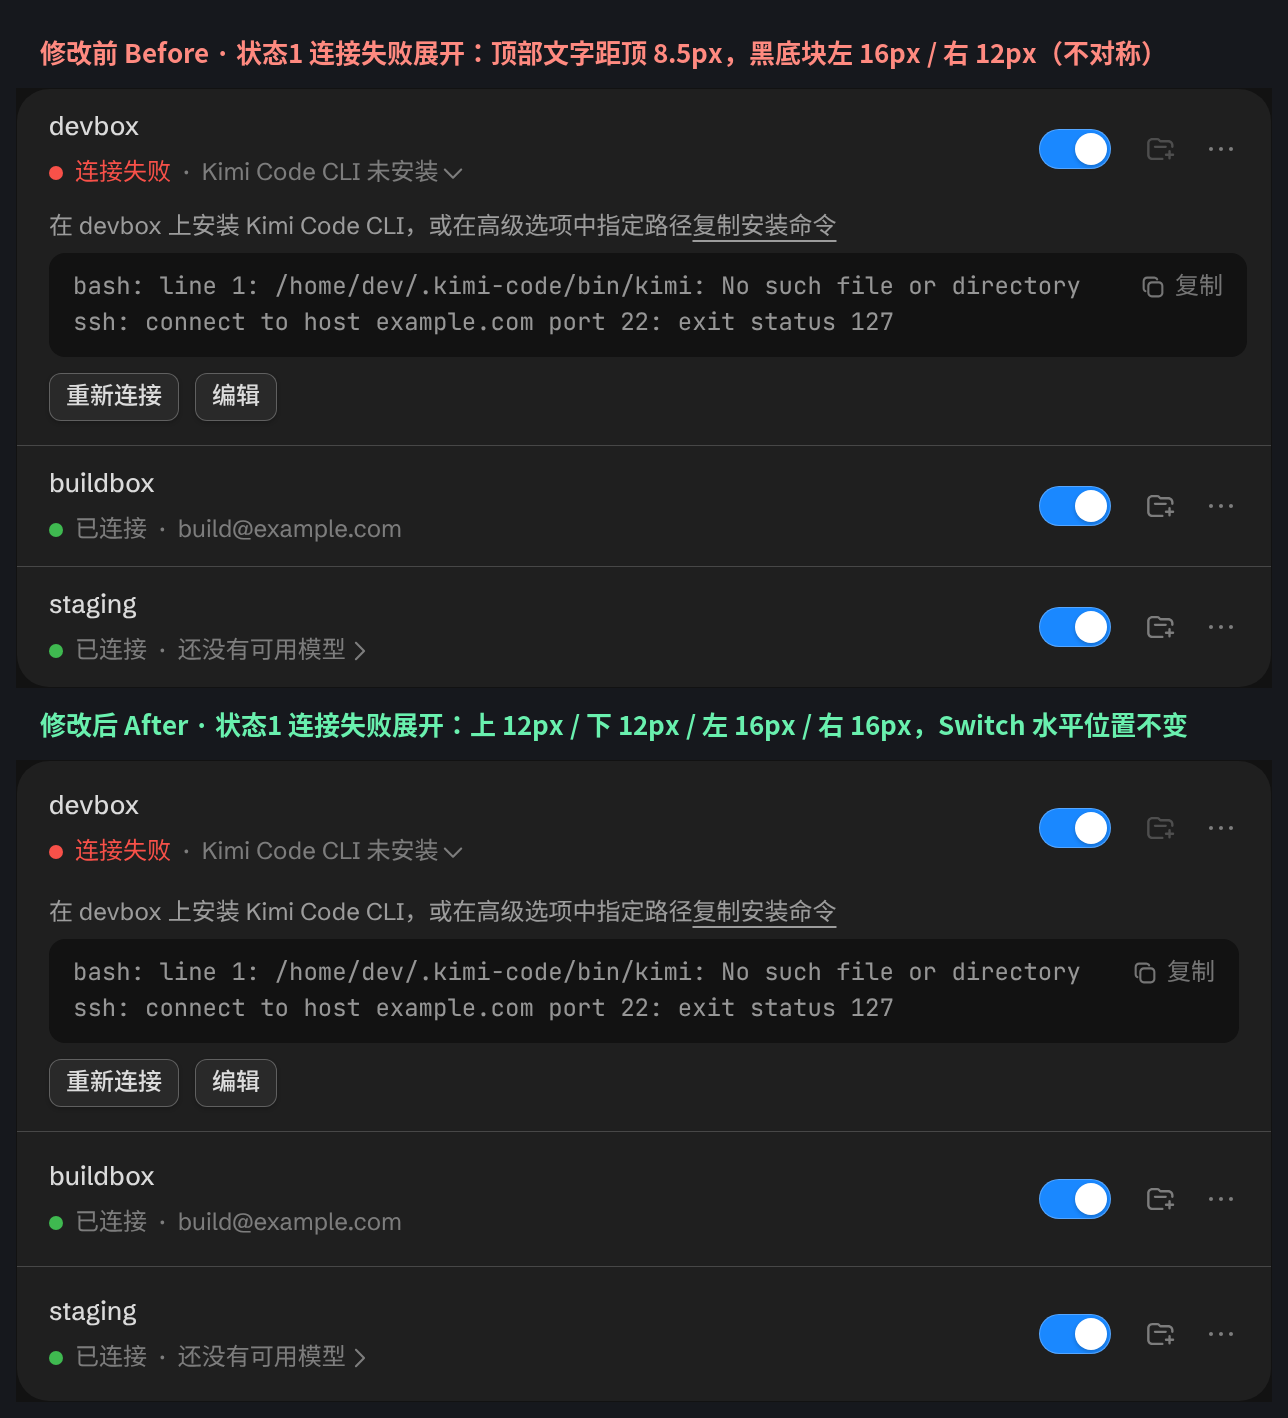 修改前 Before · 状态1 连接失败展开：顶部文字距顶 8.5px，黑底块左 16px / 右 12px（不对称）
devbox
连接失败 · Kimi Code CLI 未安装
在 devbox 上安装 Kimi Code CLI，或在高级选项中指定路径复制安装命令
bash: line 1: /home/dev/.kimi-code/bin/kimi: No such file or directory
复制
ssh: connect to host example.com port 22: exit status 127
重新连接 编辑
buildbox
已连接 · build@example.com
staging
已连接 · 还没有可用模型
修改后 After · 状态1 连接失败展开：上 12px / 下 12px / 左 16px / 右 16px，Switch 水平位置不变
devbox
连接失败 · Kimi Code CLI 未安装
在 devbox 上安装 Kimi Code CLI，或在高级选项中指定路径复制安装命令
bash: line 1: /home/dev/.kimi-code/bin/kimi: No such file or directory
复制
ssh: connect to host example.com port 22: exit status 127
重新连接 编辑
buildbox
已连接 · build@example.com
staging
已连接 · 还没有可用模型